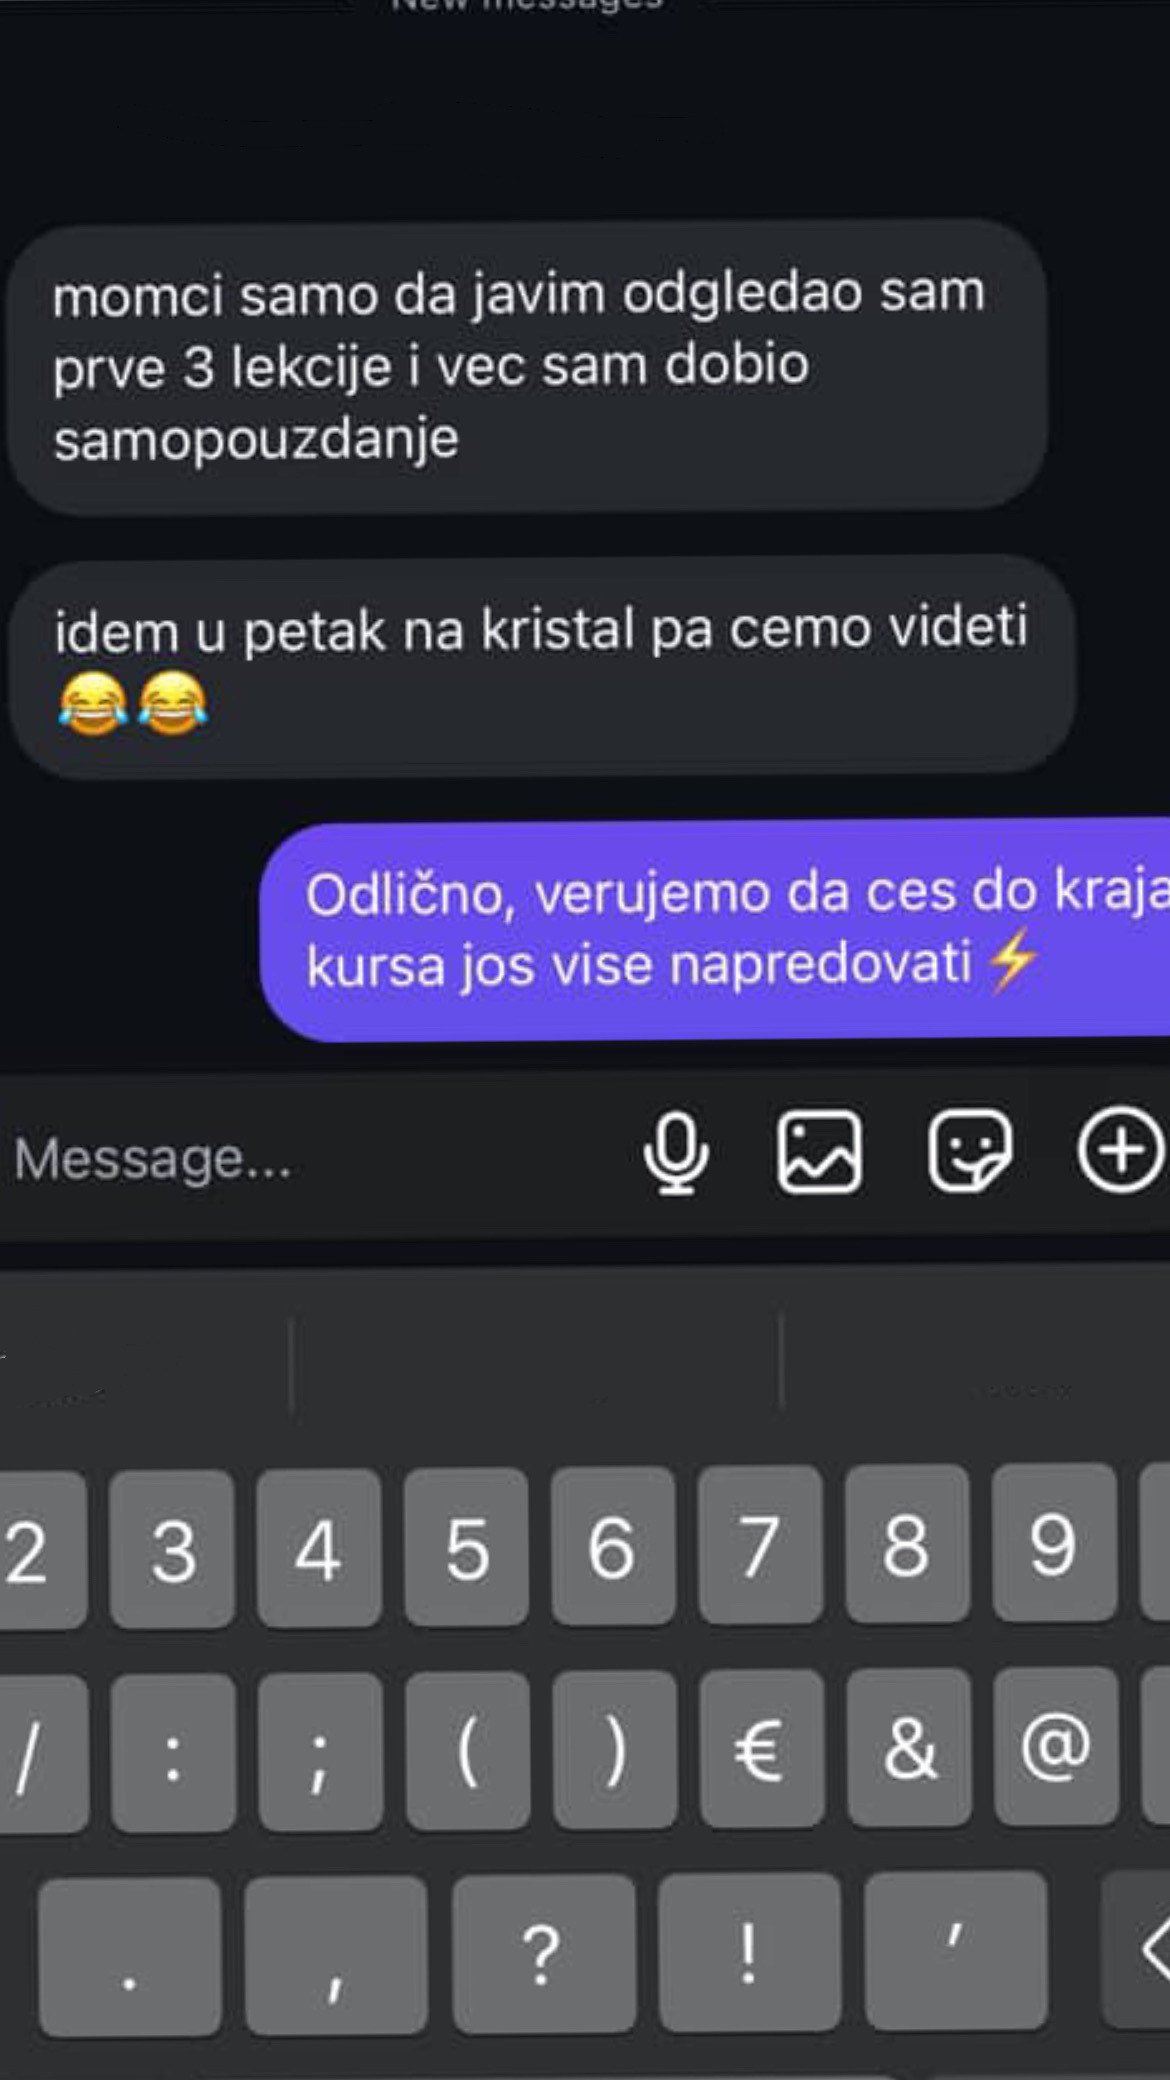 New messages
momci samo da javim odgledao sam
prve 3 lekcije i vec sam dobio
samopouzdanje
idem u petak na kristal pa cemo videti
😂😂
Odlično, verujemo da ces do kraja
kursa jos vise napredovati ⚡
Message...
2 3 4 5 6 7 8 9
/ : ; ( ) € & @
. , ? ! ′